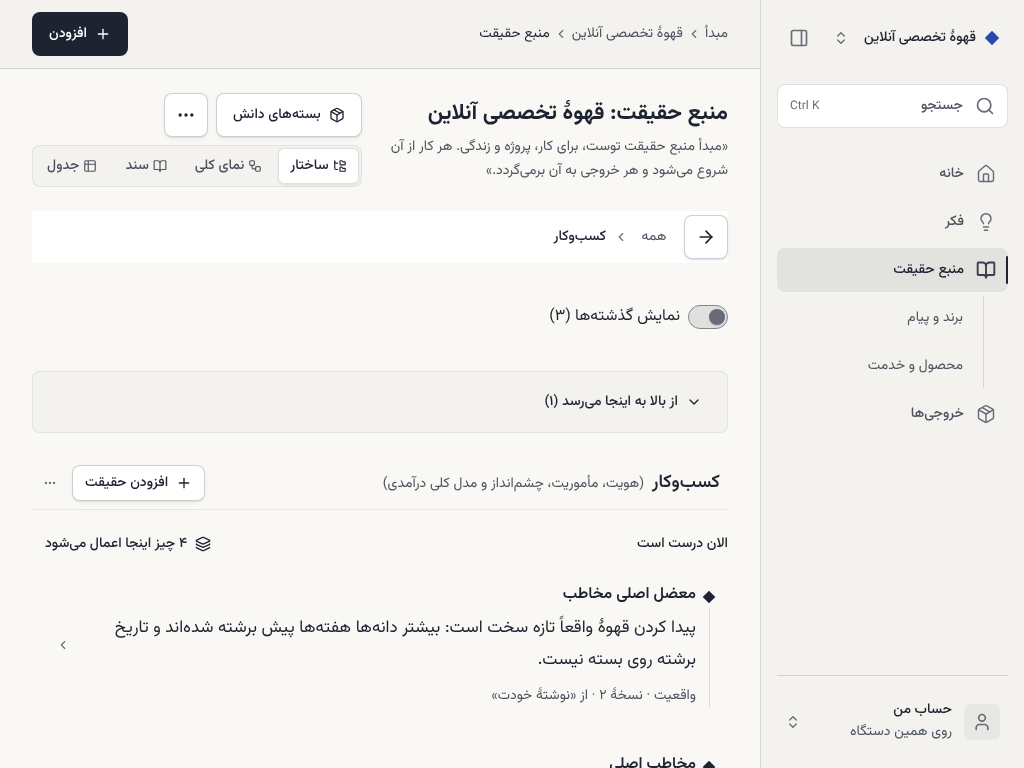 قهوهٔ تخصصی آنلاین
جستجو
Ctrl K
خانه
فکر
منبع حقیقت
برند و پیام
محصول و خدمت
خروجی‌ها
حساب من
روی همین دستگاه
مبدأ
قهوهٔ تخصصی آنلاین
منبع حقیقت
افزودن
منبع حقیقت: قهوهٔ تخصصی آنلاین
«مبدأ منبع حقیقت توست، برای کار، پروژه و زندگی. هر کار از آن
شروع می‌شود و هر خروجی به آن برمی‌گردد.»
بسته‌های دانش
ساختار
نمای کلی
سند
جدول
همه
کسب‌وکار
نمایش گذشته‌ها (۳)
از بالا به اینجا می‌رسد (۱)
کسب‌وکار (هویت، مأموریت، چشم‌انداز و مدل کلی درآمدی)
افزودن حقیقت
الان درست است
۴ چیز اینجا اعمال می‌شود
معضل اصلی مخاطب
پیدا کردن قهوهٔ واقعاً تازه سخت است: بیشتر دانه‌ها هفته‌ها پیش برشته شده‌اند و تاریخ
برشته روی بسته نیست.
واقعیت · نسخهٔ ۲ · از «نوشتهٔ خودت»
مخاطب اصلی